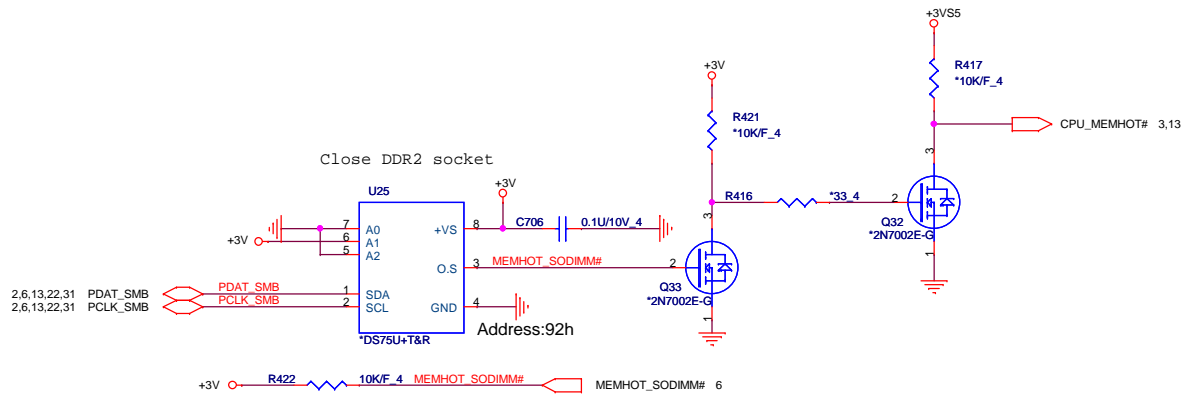 +3VS5
R417
*10K/F_4
+3V
R421
*10K/F_4
CPU_MEMHOT# 3,13
3
Close DDR2 socket
U25
+3V
R416
*33_4
2
C706
0.1U/10V_4
3
Q32
*2N7002E-G
7 A0
+VS 8
+3V
6 A1
5 A2
1
O.S 3 MEMHOT_SODIMM#
2
Q33
*2N7002E-G
2,6,13,22,31 PDAT_SMB
PDAT_SMB
1 SDA
2,6,13,22,31 PCLK_SMB
PCLK_SMB
2 SCL
GND 4
1
Address:92h
*DS75U+T&R
+3V
R422
10K/F_4
MEMHOT_SODIMM#
MEMHOT_SODIMM# 6